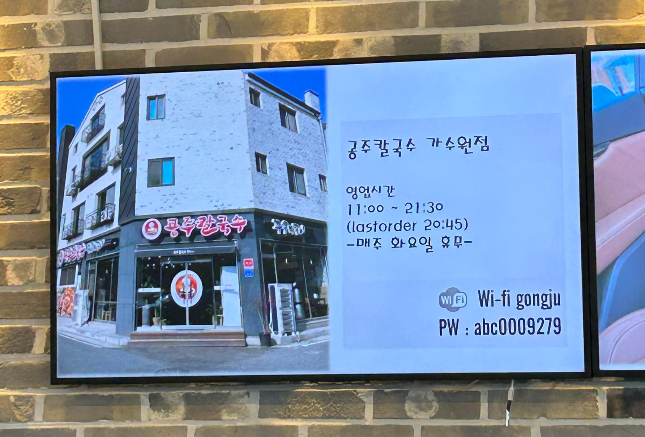 공주칼국수
공주칼국수 가수원점
영업시간
11:00 ~ 21:30
(lastorder 20:45)
-매주 화요일 휴무-
WiFi Wi-fi gongju
PW : abc0009279